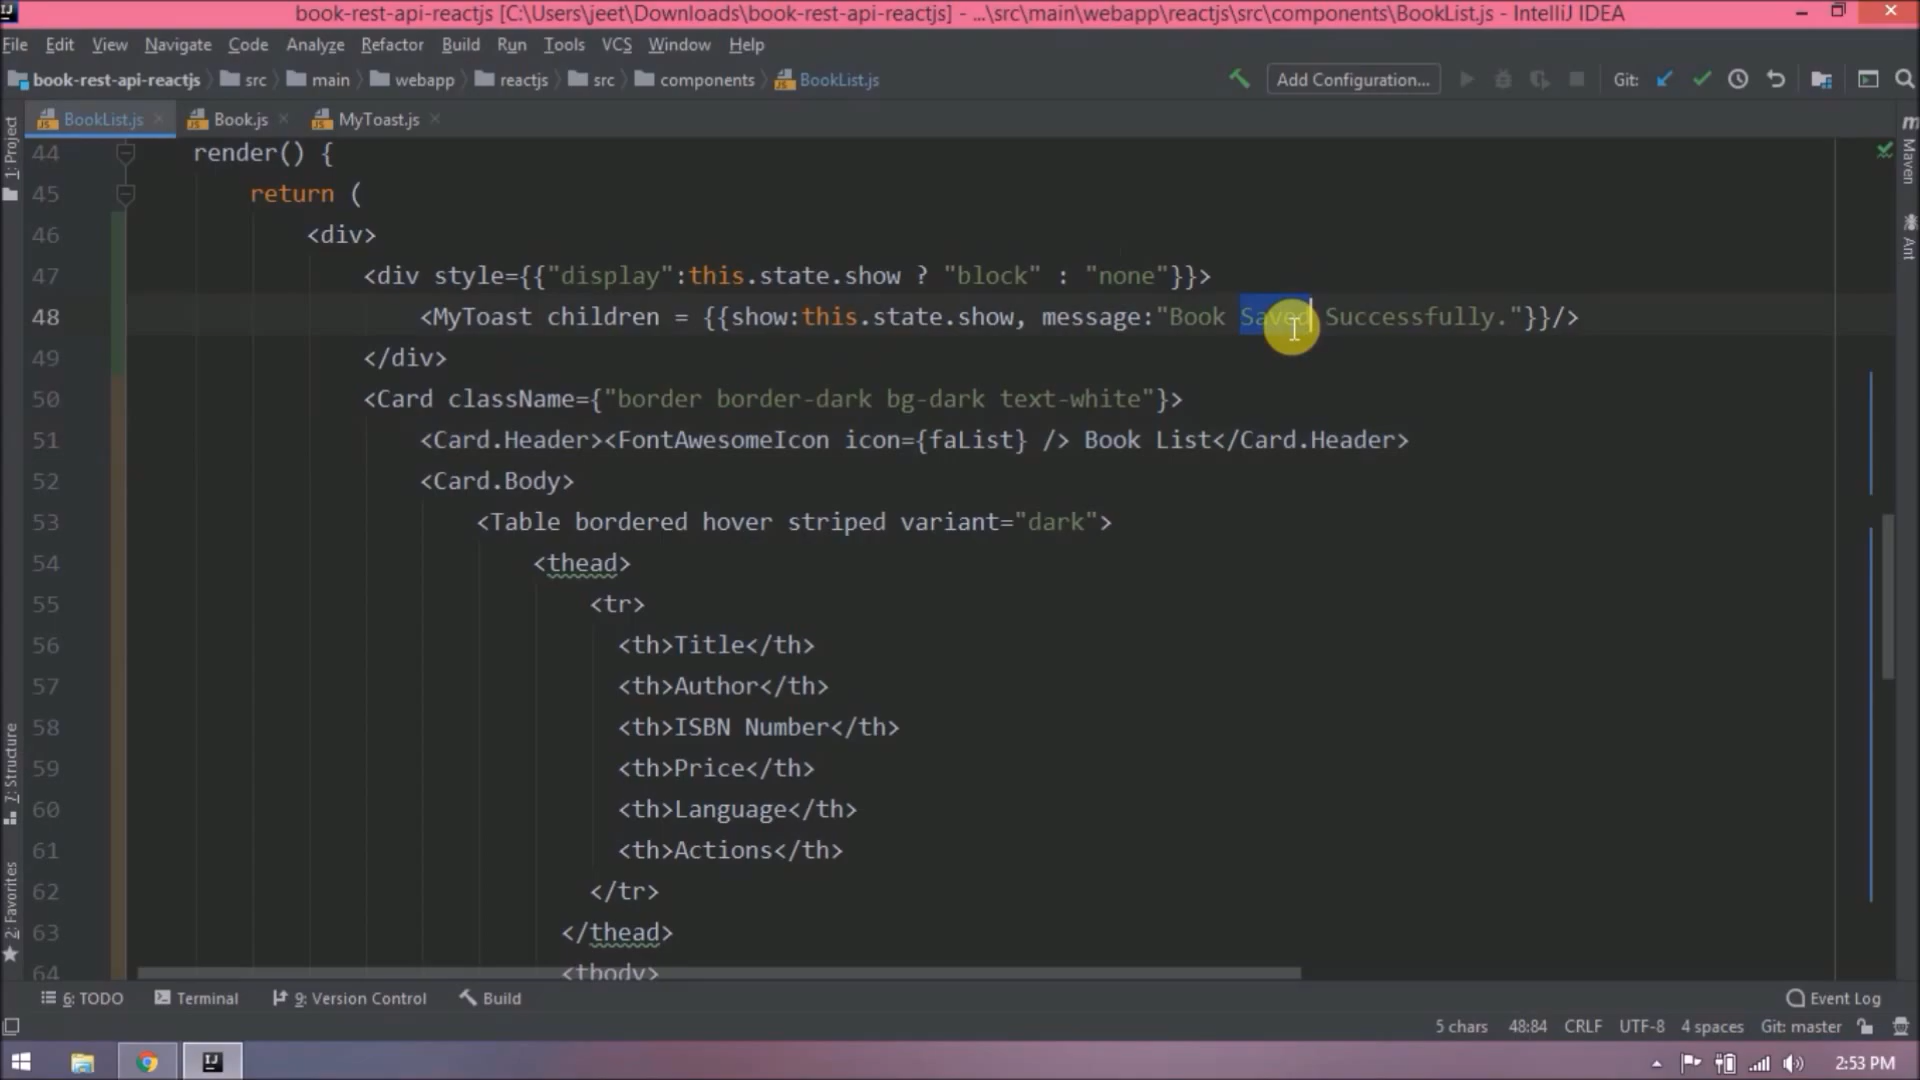 book-rest-api-reactjs [C:\Users\jeet\Downloads\book-rest-api-reactjs] - ...\src\main\webapp\reactjs\src\components\BookList.js - IntelliJ IDEA
File Edit View Navigate Code Analyze Refactor Build Run Tools VCS Window Help
book-rest-api-reactjs src main webapp reactjs src components BookList.js Add Configuration... Git:
BookList.js Book.js MyToast.js
1: Project
7: Structure
2: Favorites
Maven
Ant
44 render() {
45 return (
46 <div>
47 <div style={{"display":this.state.show ? "block" : "none"}}>
48 <MyToast children = {{show:this.state.show, message:"Book Saved Successfully."}}/>
49 </div>
50 <Card className={"border border-dark bg-dark text-white"}>
51 <Card.Header><FontAwesomeIcon icon={faList} /> Book List</Card.Header>
52 <Card.Body>
53 <Table bordered hover striped variant="dark">
54 <thead>
55 <tr>
56 <th>Title</th>
57 <th>Author</th>
58 <th>ISBN Number</th>
59 <th>Price</th>
60 <th>Language</th>
61 <th>Actions</th>
62 </tr>
63 </thead>
64 <tbody>
6: TODO Terminal 9: Version Control Build Event Log
5 chars 48:84 CRLF UTF-8 4 spaces Git: master
2:53 PM